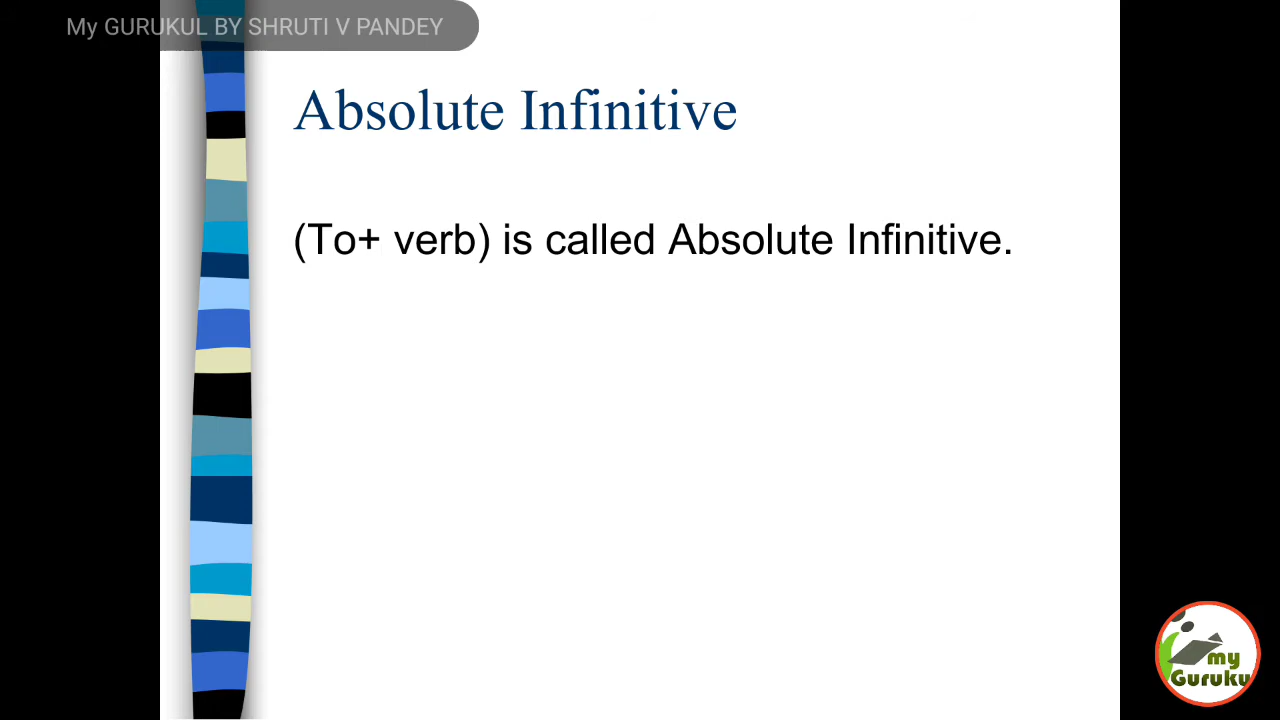 My GURUKUL BY SHRUTI V PANDEY
Absolute Infinitive
(To+ verb) is called Absolute Infinitive.
my
Guruku